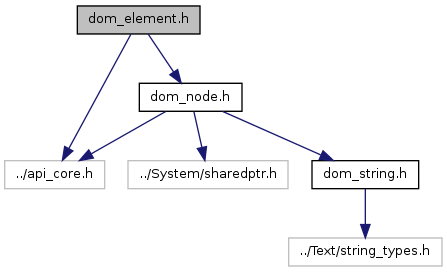 dom_element.h
dom_node.h
../api_core.h
../System/sharedptr.h
dom_string.h
../Text/string_types.h